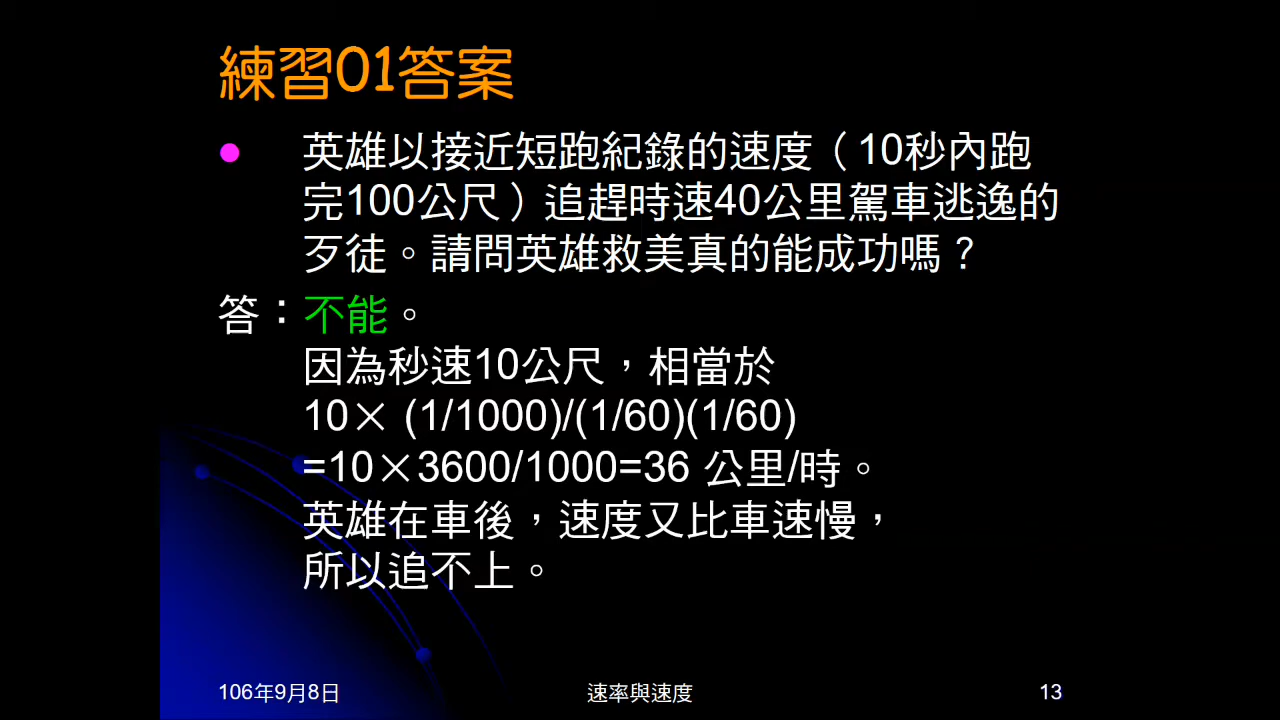 練習01答案
英雄以接近短跑紀錄的速度（10秒內跑
完100公尺）追趕時速40公里駕車逃逸的
歹徒。請問英雄救美真的能成功嗎？
答：不能。
因為秒速10公尺，相當於
10× (1/1000)/(1/60)(1/60)
=10×3600/1000=36 公里/時。
英雄在車後，速度又比車速慢，
所以追不上。
106年9月8日
速率與速度
13